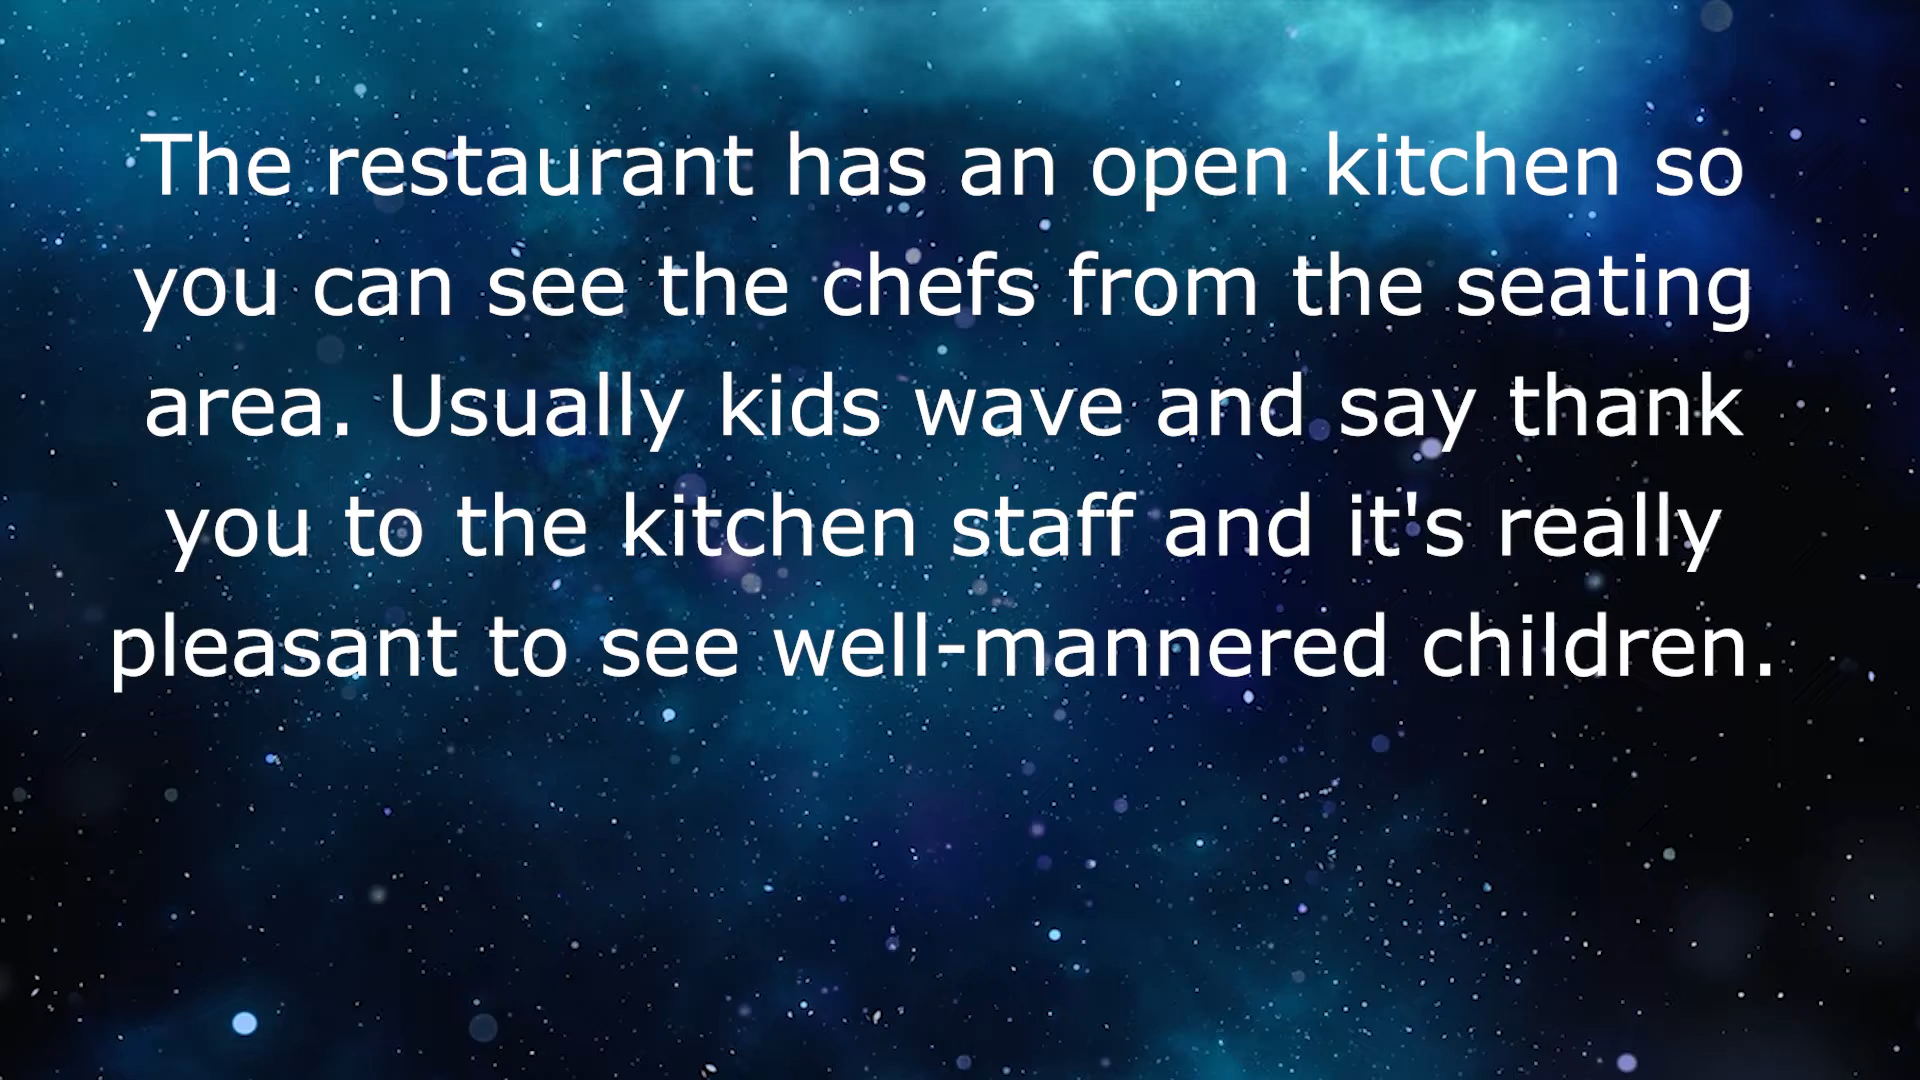 The restaurant has an open kitchen so
you can see the chefs from the seating
area. Usually kids wave and say thank
you to the kitchen staff and it's really
pleasant to see well-mannered children.